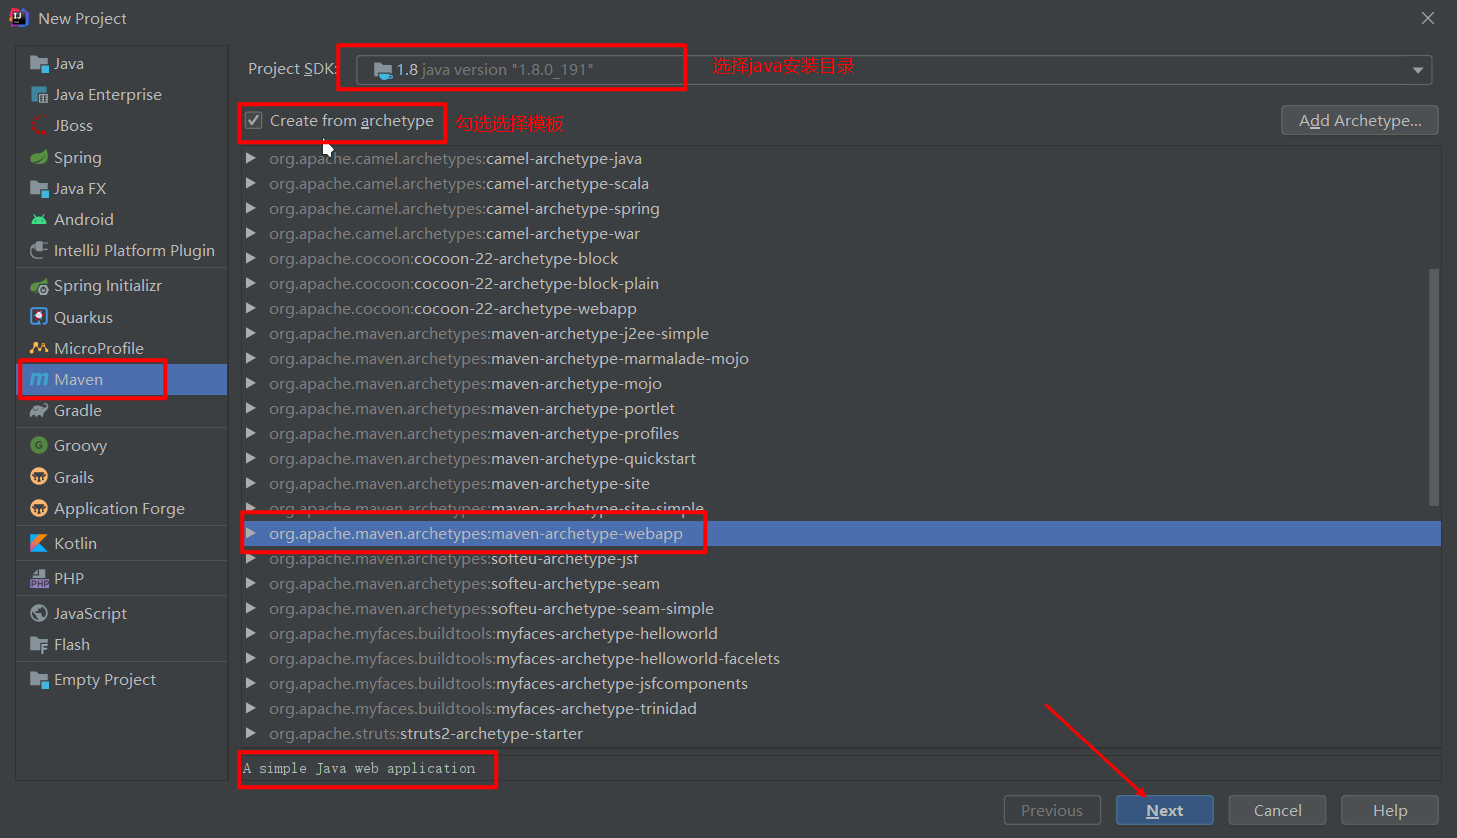 New Project
Java
Java Enterprise
JBoss
Spring
Java FX
Android
IntelliJ Platform Plugin
Spring Initializr
Quarkus
MicroProfile
Maven
Gradle
Groovy
Grails
Application Forge
Kotlin
PHP
JavaScript
Flash
Empty Project
Project SDK: 1.8 java version "1.8.0_191" 选择java安装目录
Create from archetype 勾选选择模板 Add Archetype...
org.apache.camel.archetypes:camel-archetype-java
org.apache.camel.archetypes:camel-archetype-scala
org.apache.camel.archetypes:camel-archetype-spring
org.apache.camel.archetypes:camel-archetype-war
org.apache.cocoon:cocoon-22-archetype-block
org.apache.cocoon:cocoon-22-archetype-block-plain
org.apache.cocoon:cocoon-22-archetype-webapp
org.apache.maven.archetypes:maven-archetype-j2ee-simple
org.apache.maven.archetypes:maven-archetype-marmalade-mojo
org.apache.maven.archetypes:maven-archetype-mojo
org.apache.maven.archetypes:maven-archetype-portlet
org.apache.maven.archetypes:maven-archetype-profiles
org.apache.maven.archetypes:maven-archetype-quickstart
org.apache.maven.archetypes:maven-archetype-site
org.apache.maven.archetypes:maven-archetype-site-simple
org.apache.maven.archetypes:maven-archetype-webapp
org.apache.maven.archetypes:softeu-archetype-jsf
org.apache.maven.archetypes:softeu-archetype-seam
org.apache.maven.archetypes:softeu-archetype-seam-simple
org.apache.myfaces.buildtools:myfaces-archetype-helloworld
org.apache.myfaces.buildtools:myfaces-archetype-helloworld-facelets
org.apache.myfaces.buildtools:myfaces-archetype-jsfcomponents
org.apache.myfaces.buildtools:myfaces-archetype-trinidad
org.apache.struts:struts2-archetype-starter
A simple Java web application
Previous Next Cancel Help